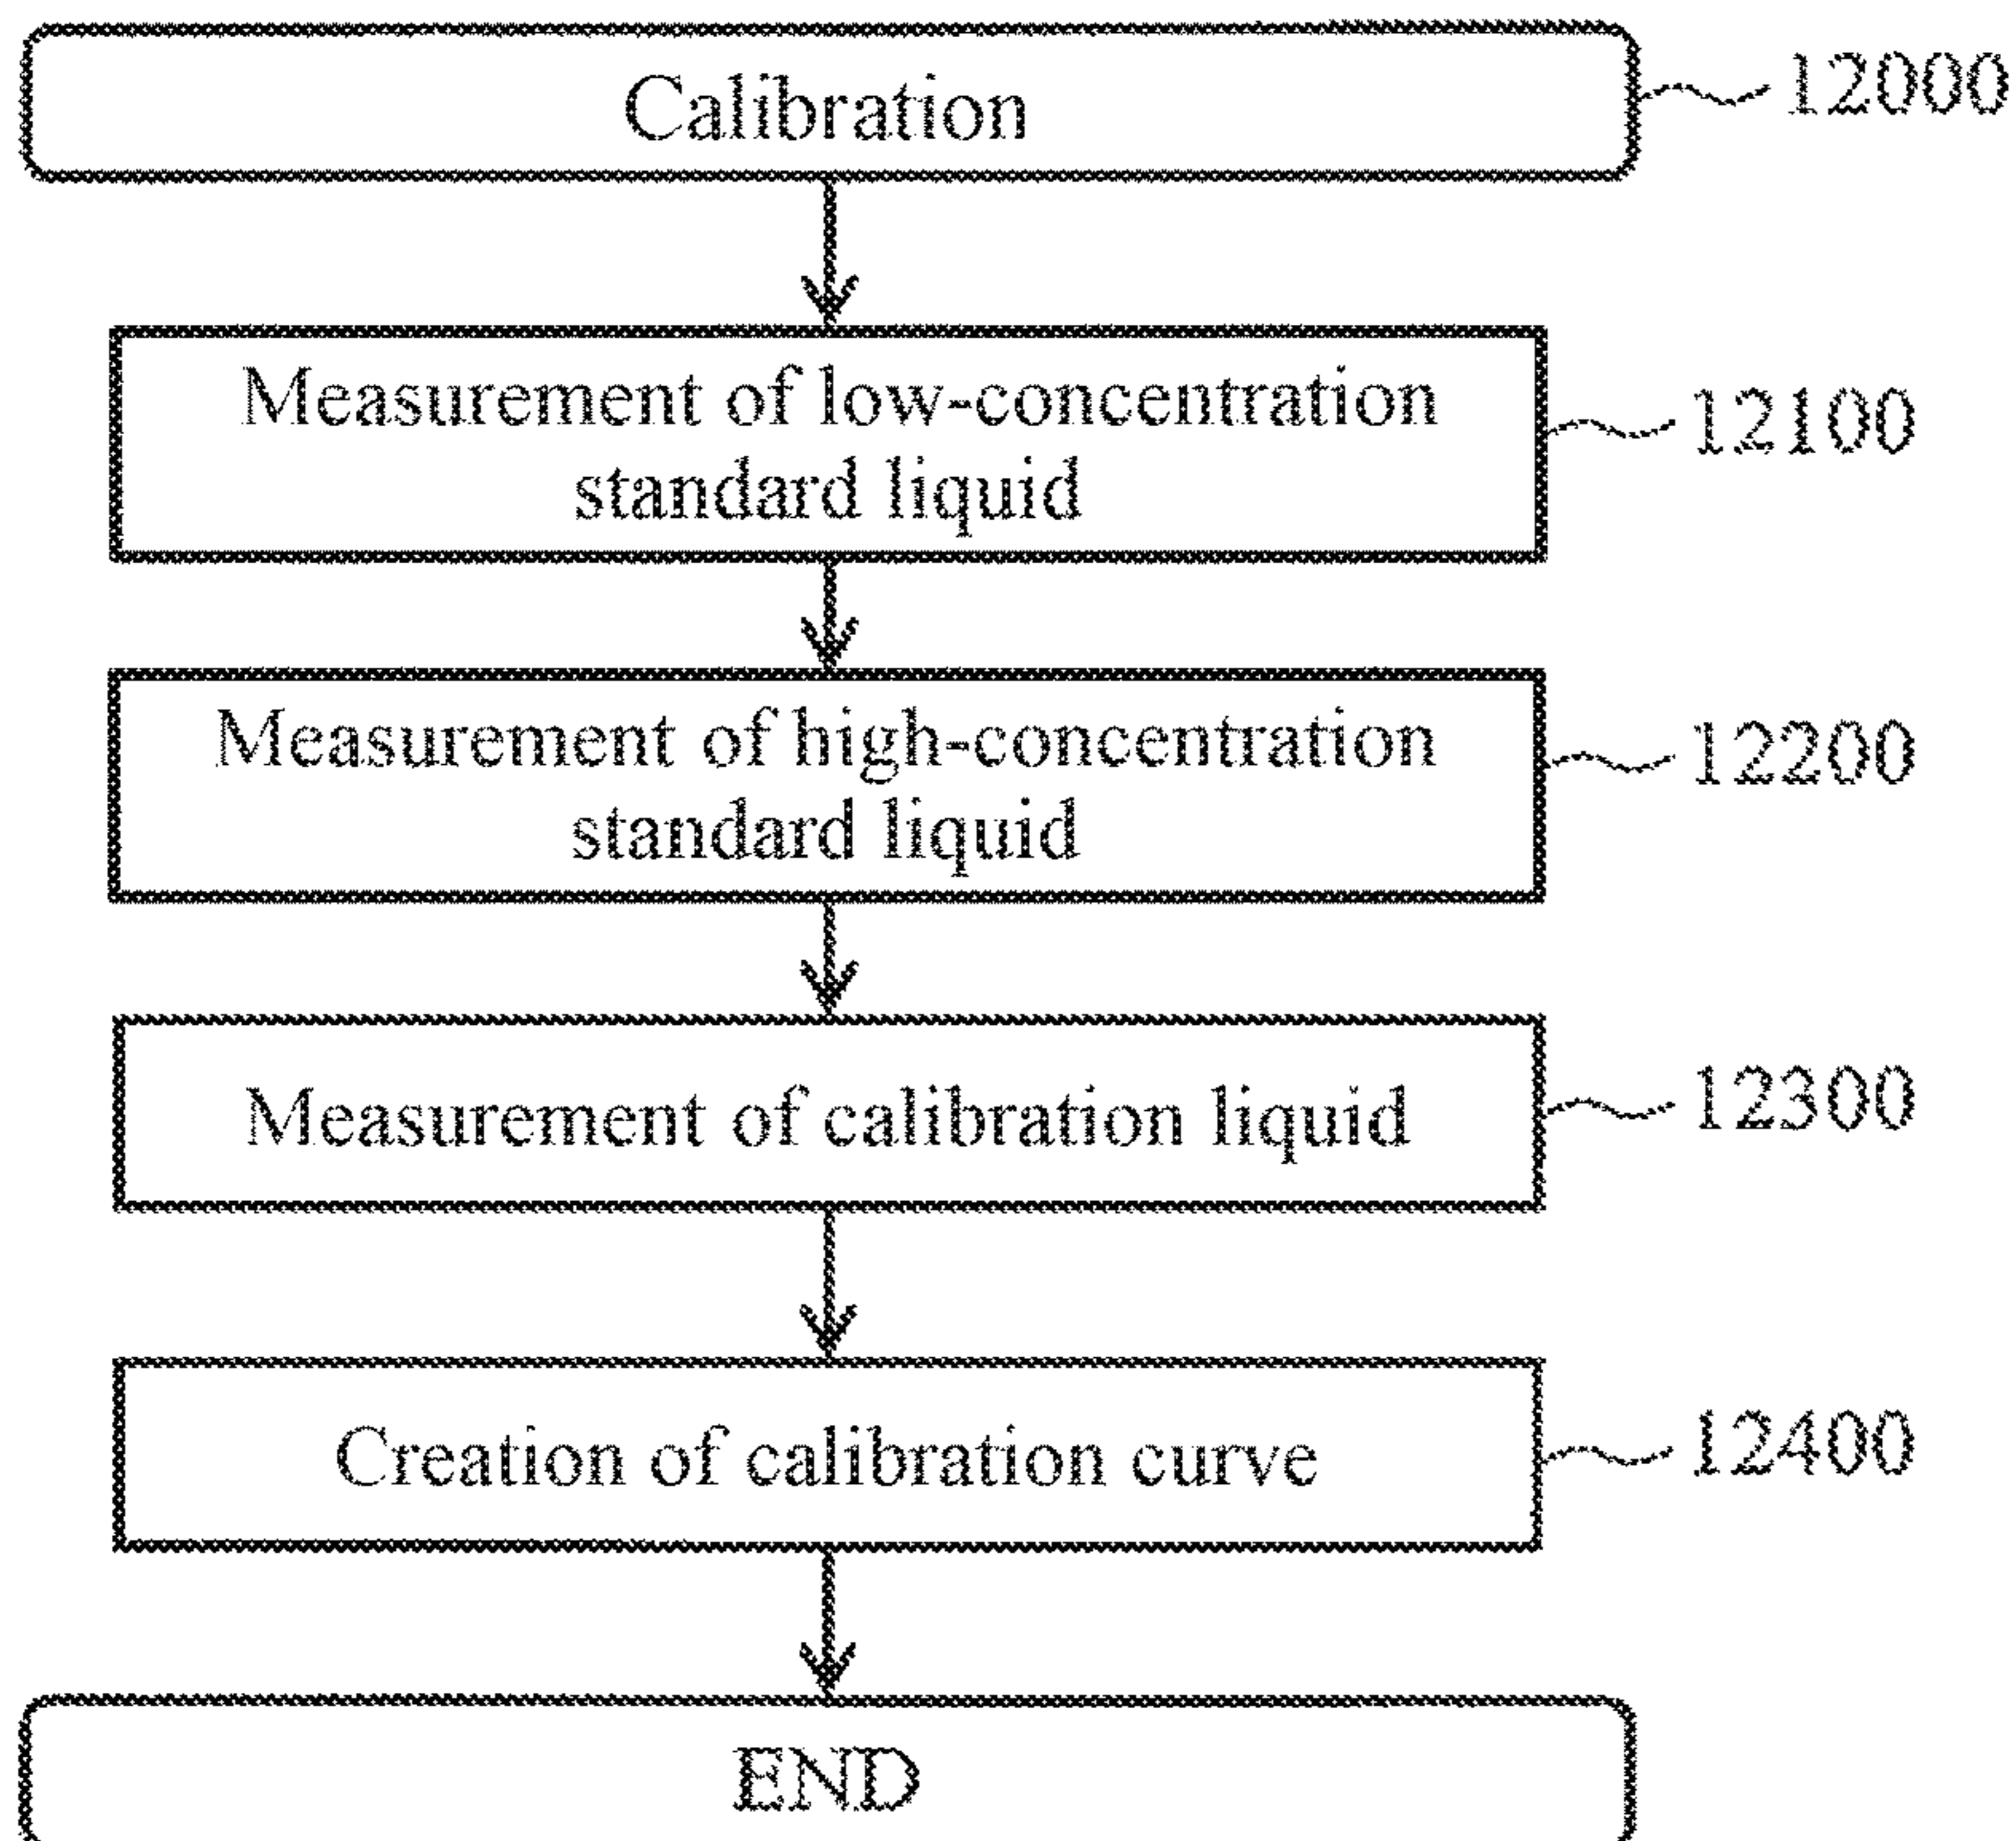 Calibration
12000
Measurement of low-concentration
standard liquid
12100
Measurement of high-concentration
standard liquid
12200
Measurement of calibration liquid
12300
Creation of calibration curve
12400
END